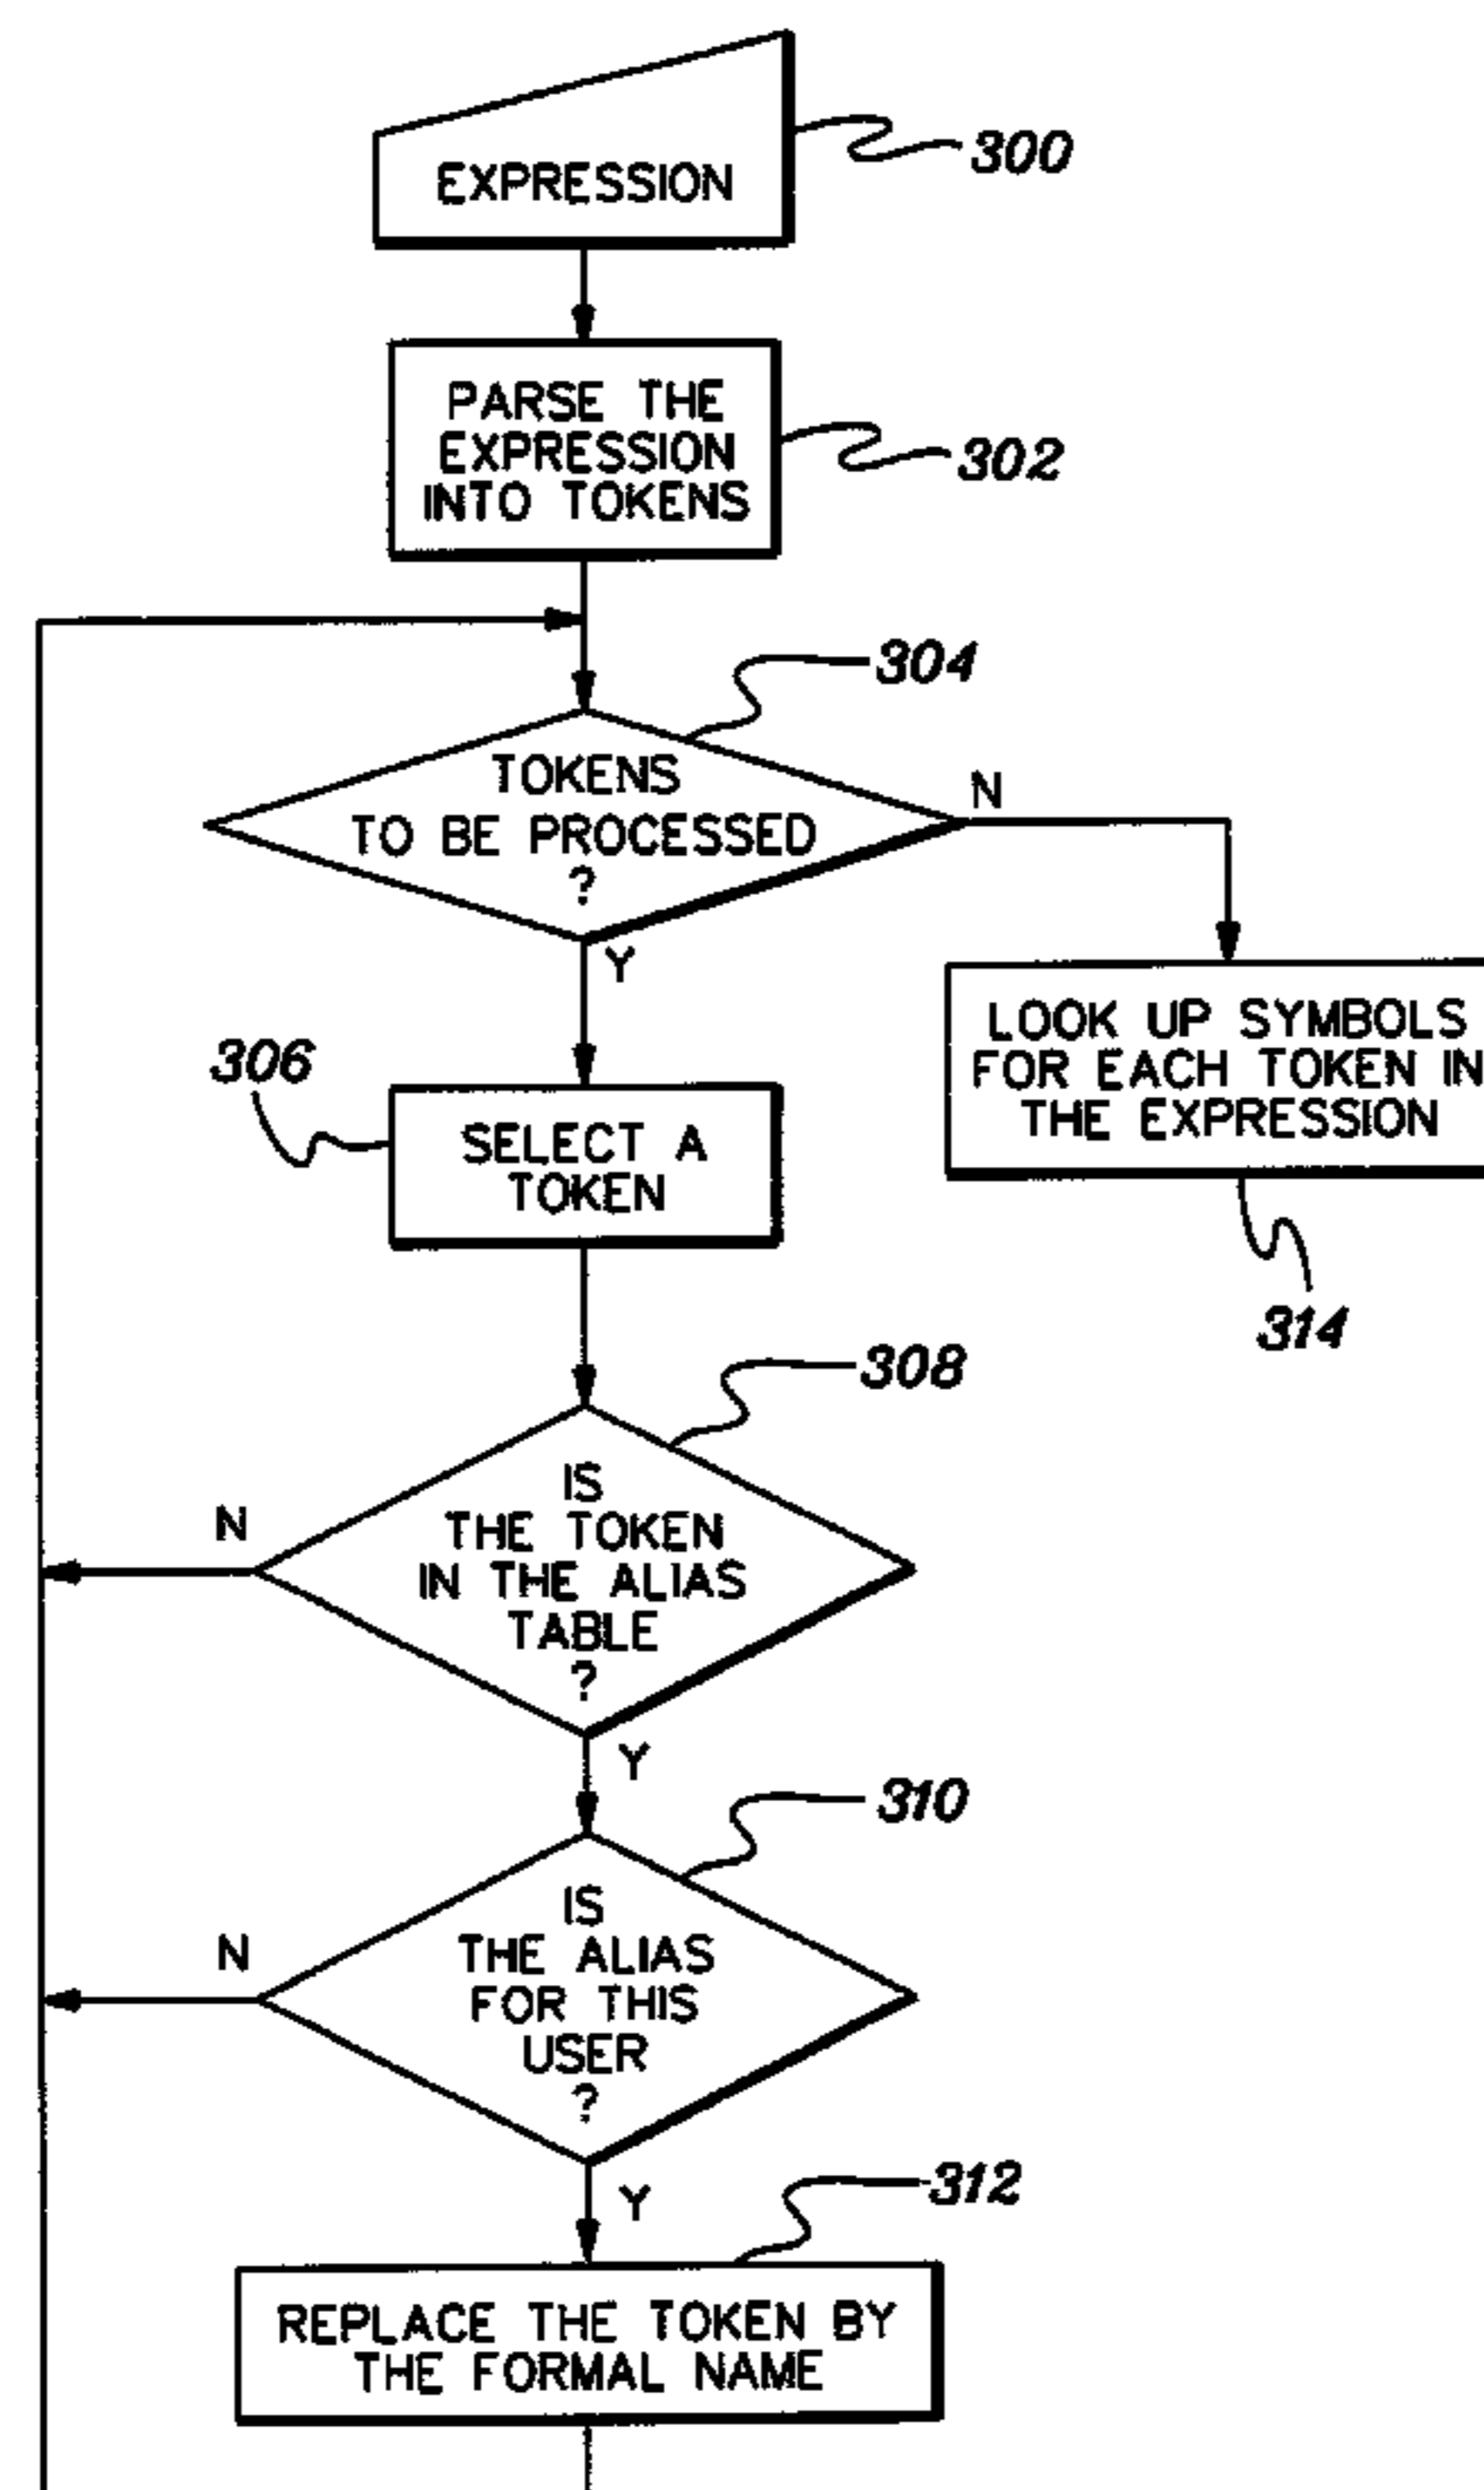 EXPRESSION
300
PARSE THE
EXPRESSION
INTO TOKENS
302
304
TOKENS
TO BE PROCESSED
?
N
Y
LOOK UP SYMBOLS
FOR EACH TOKEN IN
THE EXPRESSION
314
306
SELECT A
TOKEN
308
IS
THE TOKEN
IN THE ALIAS
TABLE
?
N
Y
310
IS
THE ALIAS
FOR THIS
USER
?
N
Y
312
REPLACE THE TOKEN BY
THE FORMAL NAME